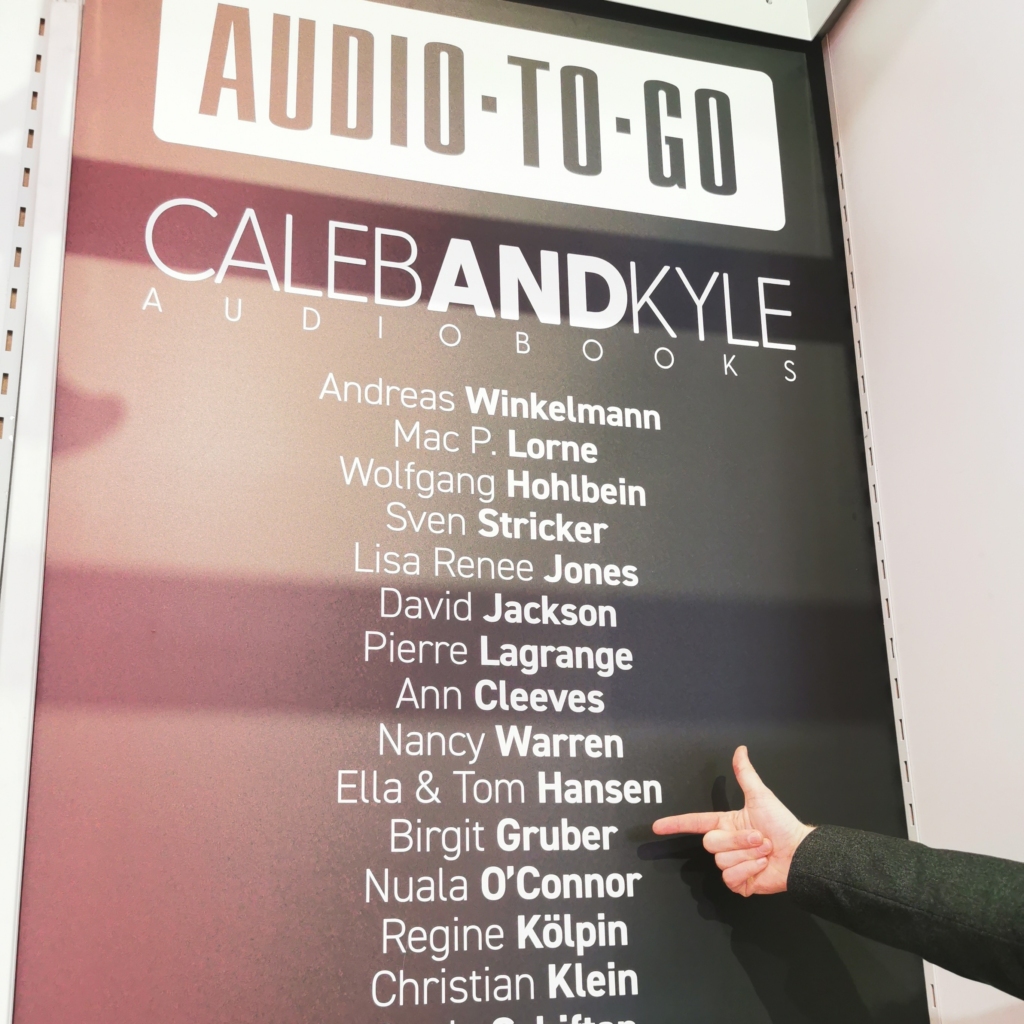 AUDIO·TO·GO
CALEBANDKYLE
AUDIOBOOKS
Andreas Winkelmann
Mac P. Lorne
Wolfgang Hohlbein
Sven Stricker
Lisa Renee Jones
David Jackson
Pierre Lagrange
Ann Cleeves
Nancy Warren
Ella & Tom Hansen
Birgit Gruber
Nuala O'Connor
Regine Kölpin
Christian Klein